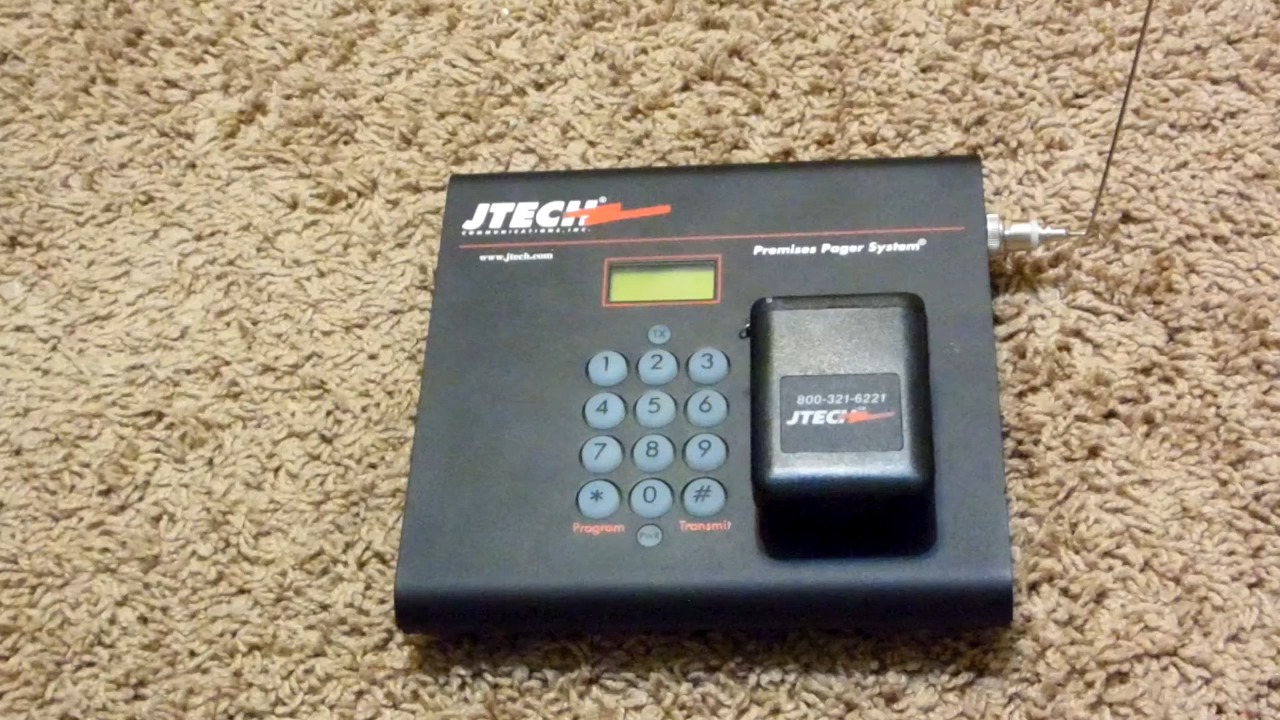 JTECH®
COMMUNICATIONS, INC.
www.jtech.com
Premises Pager System®
TX
1 2 3
4 5 6
7 8 9
* 0 #
Program Transmit
PWR
800-321-6221
JTECH